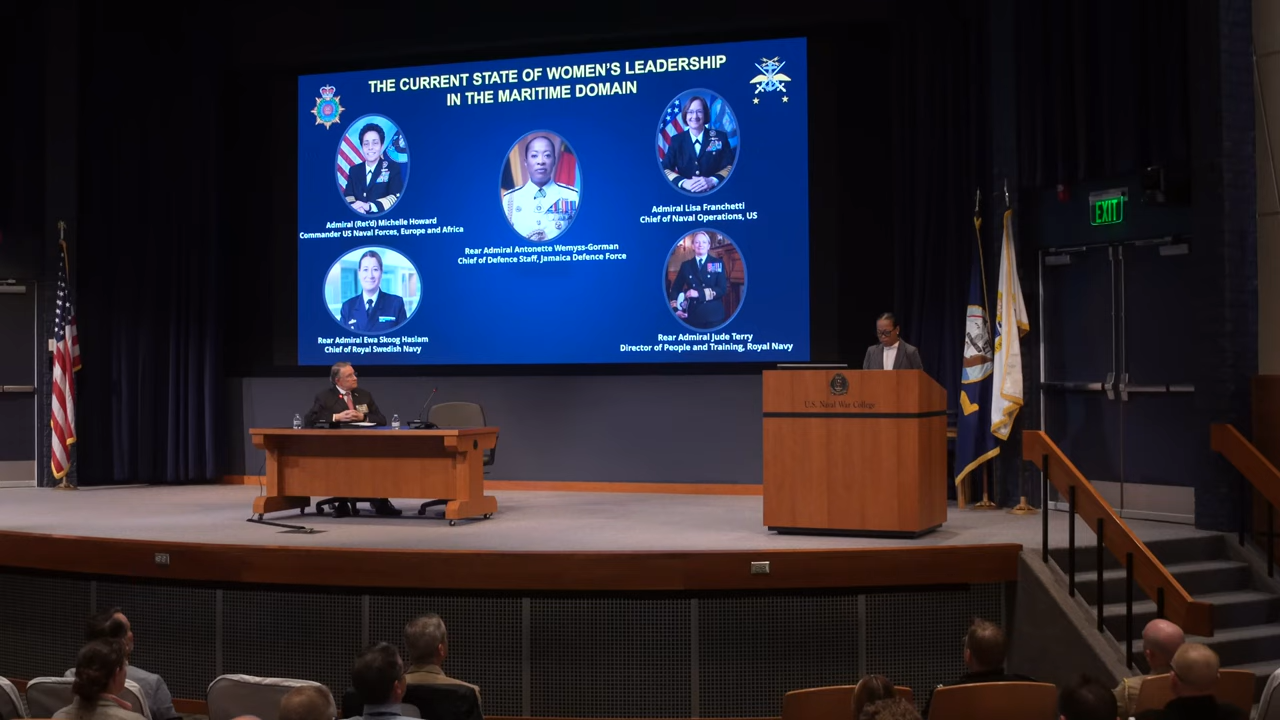 THE CURRENT STATE OF WOMEN'S LEADERSHIP
IN THE MARITIME DOMAIN
Admiral (Ret'd) Michelle Howard
Commander US Naval Forces, Europe and Africa
Rear Admiral Antonette Wemyss-Gorman
Chief of Defence Staff, Jamaica Defence Force
Admiral Lisa Franchetti
Chief of Naval Operations, US
Rear Admiral Ewa Skoog Haslam
Chief of Royal Swedish Navy
Rear Admiral Jude Terry
Director of People and Training, Royal Navy
EXIT
U.S. Naval War College